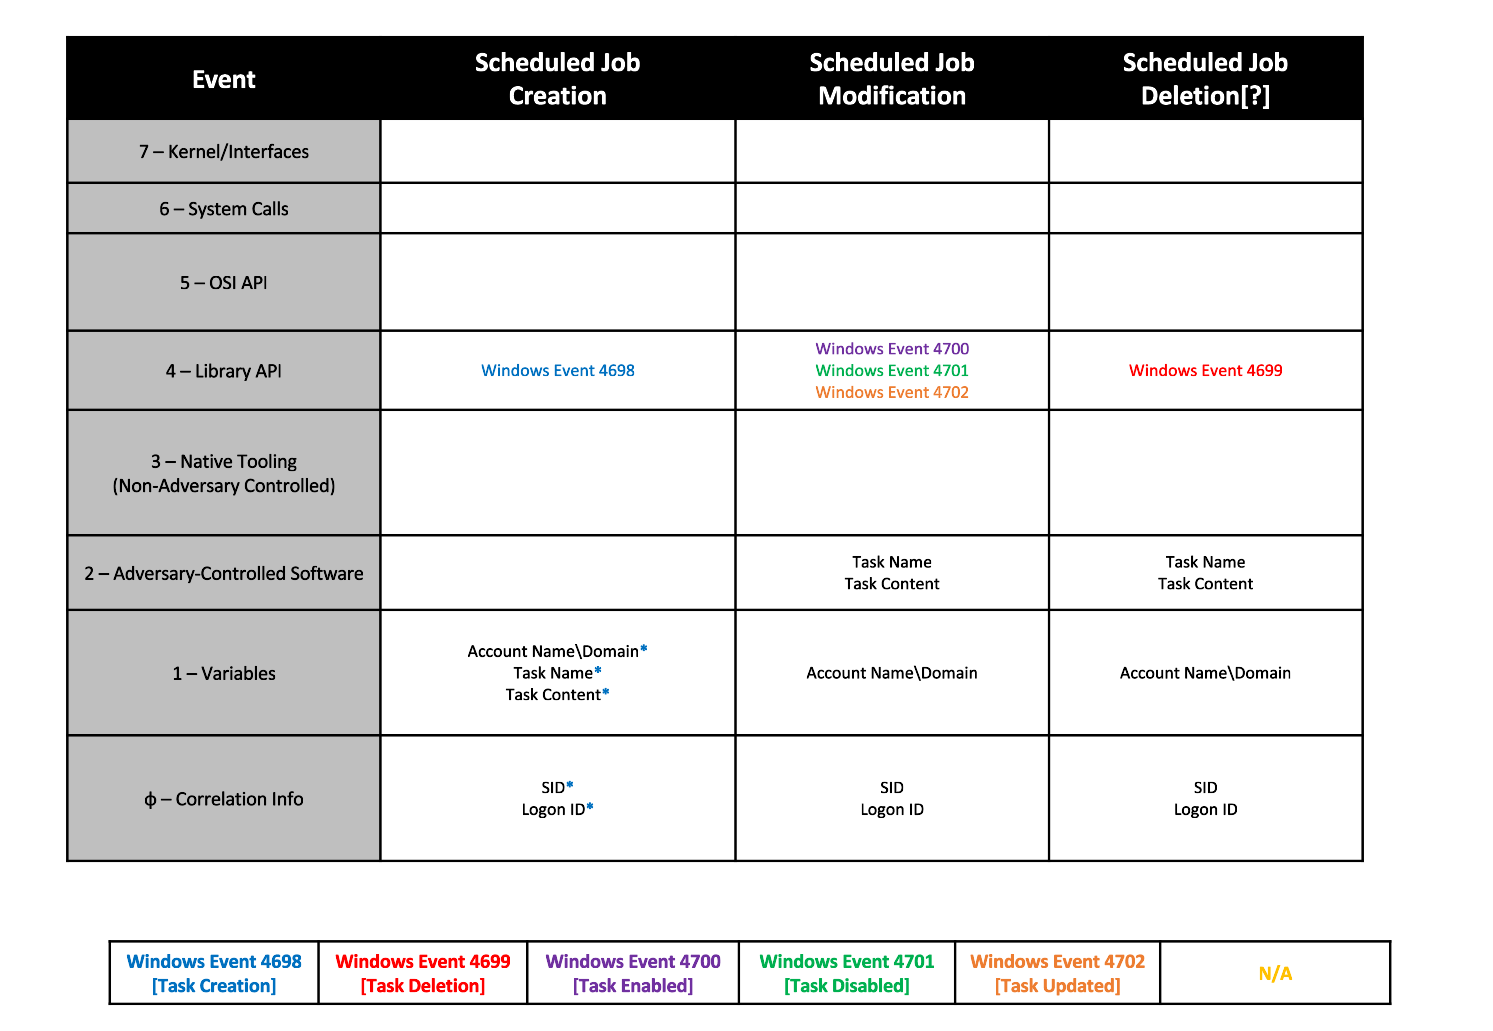 Event
Scheduled Job
Creation
Scheduled Job
Modification
Scheduled Job
Deletion[?]
7 – Kernel/Interfaces
6 – System Calls
5 – OSI API
4 – Library API
Windows Event 4698
Windows Event 4700
Windows Event 4701
Windows Event 4702
Windows Event 4699
3 – Native Tooling
(Non-Adversary Controlled)
2 – Adversary-Controlled Software
Task Name
Task Content
Task Name
Task Content
1 – Variables
Account Name\Domain*
Task Name*
Task Content*
Account Name\Domain
Account Name\Domain
ϕ – Correlation Info
SID*
Logon ID*
SID
Logon ID
SID
Logon ID
Windows Event 4698
[Task Creation]
Windows Event 4699
[Task Deletion]
Windows Event 4700
[Task Enabled]
Windows Event 4701
[Task Disabled]
Windows Event 4702
[Task Updated]
N/A